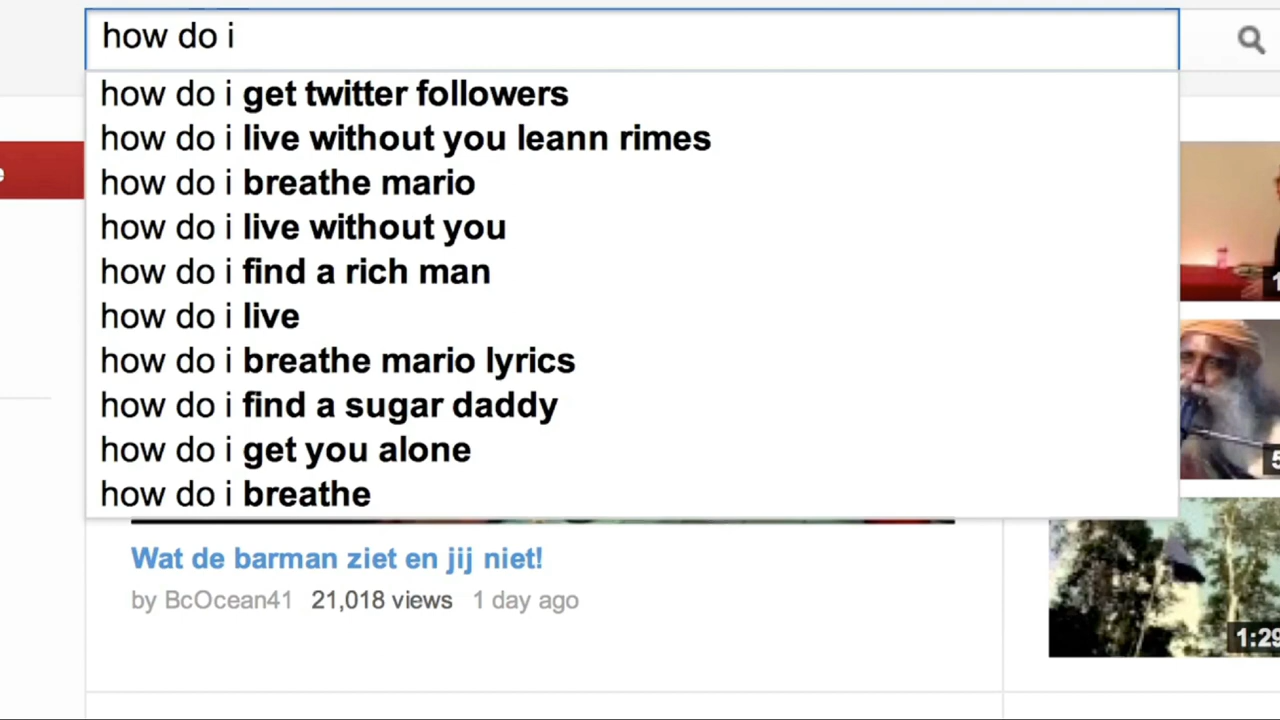 how do i
how do i get twitter followers
how do i live without you leann rimes
how do i breathe mario
how do i live without you
how do i find a rich man
how do i live
how do i breathe mario lyrics
how do i find a sugar daddy
how do i get you alone
how do i breathe
Wat de barman ziet en jij niet!
by BcOcean41 21,018 views 1 day ago